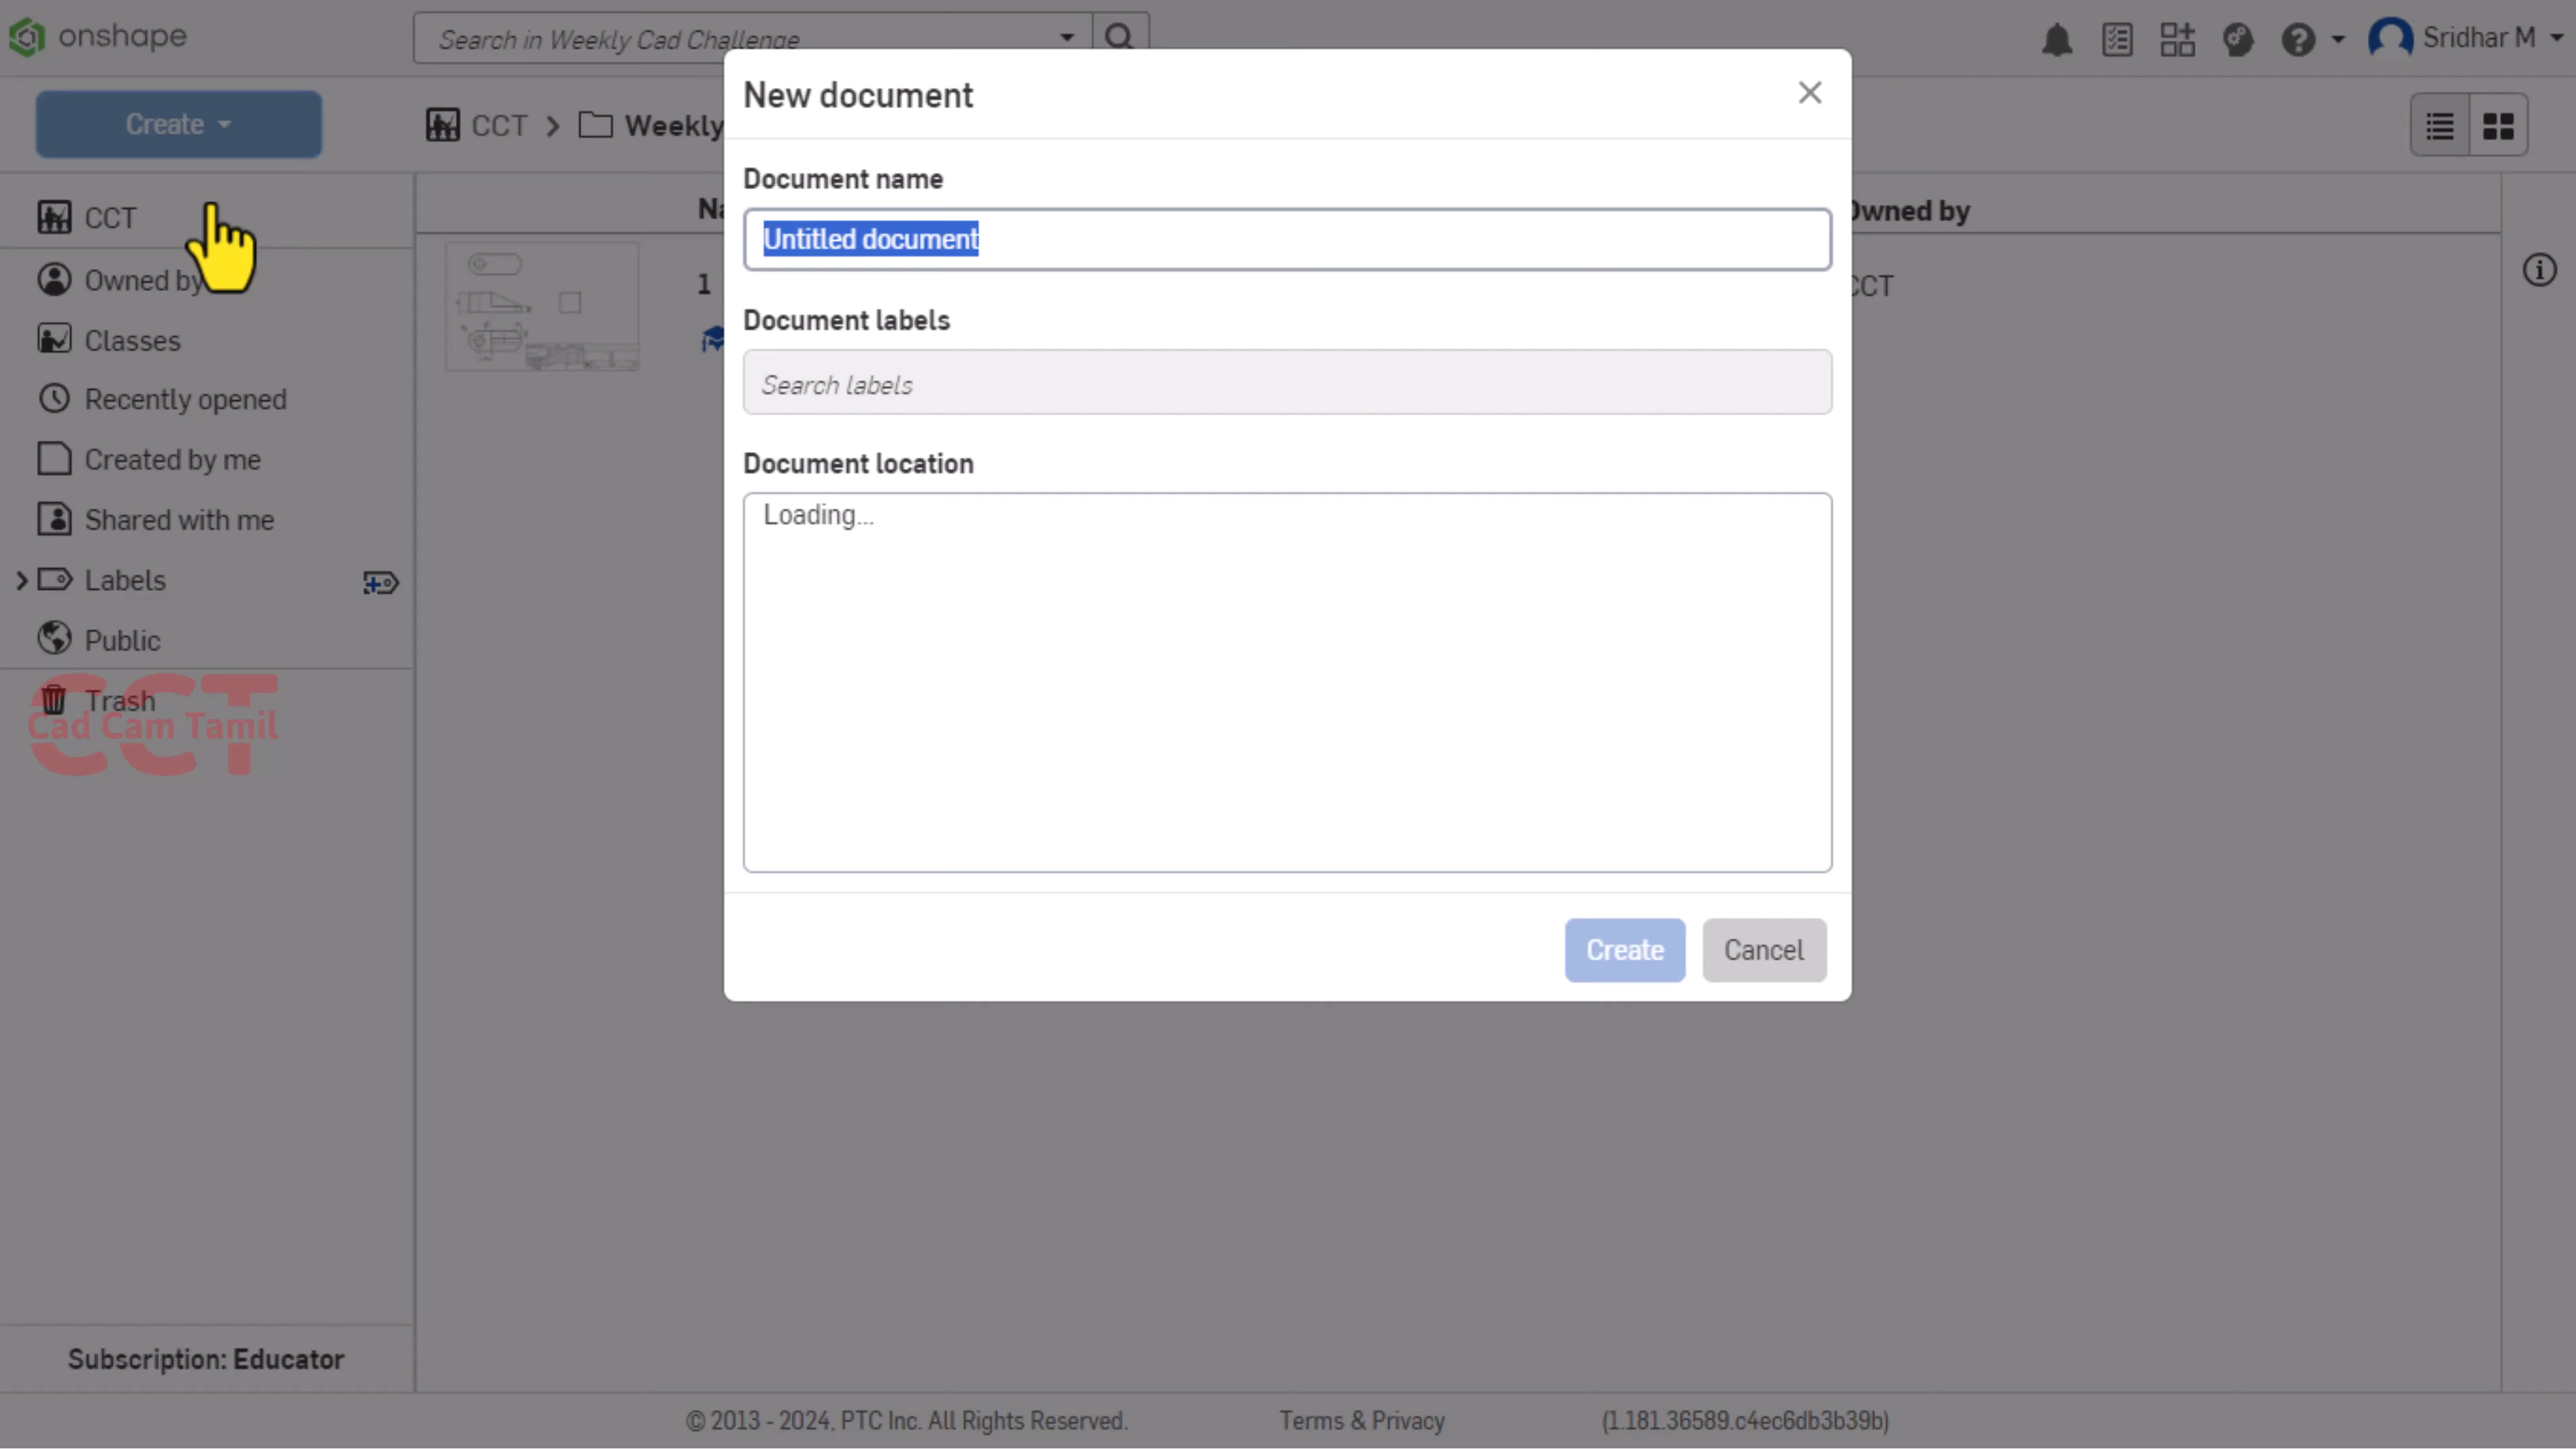 onshape
Search in Weekly Cad Challenge
Sridhar M
New document
Create
CCT
Weekly
Document name
CCT
Untitled document
Owned by
Owned by
1
CCT
Classes
Document labels
Search labels
Recently opened
Created by me
Document location
Shared with me
Loading...
Labels
Public
Trash
CCT
Cad Cam Tamil
Create
Cancel
Subscription: Educator
© 2013 - 2024, PTC Inc. All Rights Reserved.
Terms & Privacy
(1.181.36589.c4ec6db3b39b)